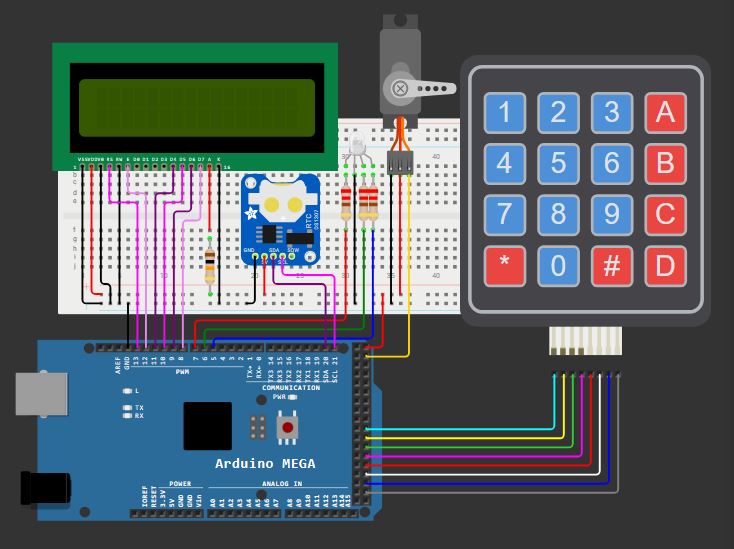 VSS VDD V0 RS RW E D0 D1 D2 D3 D4 D5 D6 D7 A K
1 16
1 2 3 A
4 5 6 B
7 8 9 C
* 0 # D
30 40
RTC
DS1307
GND SDA SQW
5V SCL
20 25 35 40
AREF GND 13 12 11 10 9 8 7 6 5 4 3 2 1 0 TX3 14 RX3 15 TX2 16 RX2 17 TX1 18 RX1 19 SDA 20 SCL 21
TX→ RX←
PWM
COMMUNICATION
L
PWR
TX
RX
Arduino MEGA
POWER ANALOG IN
IOREF RESET 3.3V 5V GND GND Vin A0 A1 A2 A3 A4 A5 A6 A7 A8 A9 A10 A11 A12 A13 A14 A15